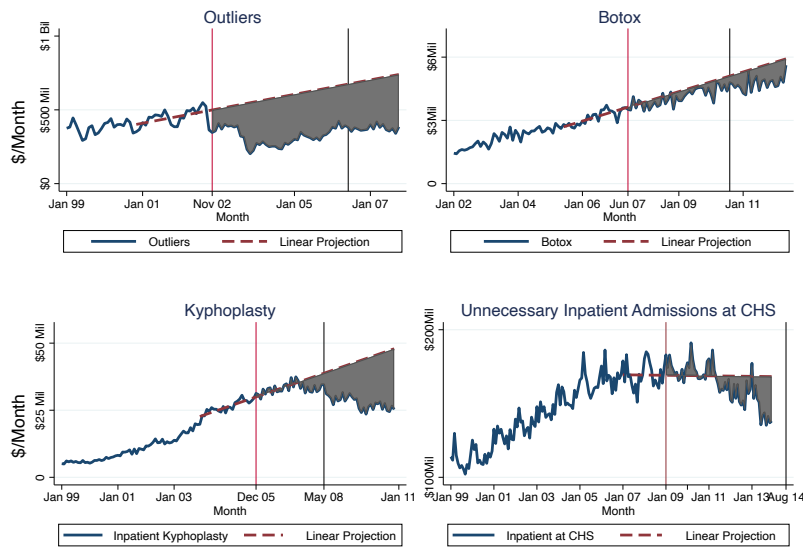 Outliers
$/Month
$1 Bil
$500 Mil
$0
Jan 99 Jan 01 Nov 02 Jan 05 Jan 07
Month
Outliers Linear Projection
Botox
$6Mil
$3Mil
0
Jan 02 Jan 04 Jan 06 Jun 07 Jan 09 Jan 11
Month
Botox Linear Projection
Kyphoplasty
$/Month
$50 Mil
$25 Mil
0
Jan 99 Jan 01 Jan 03 Dec 05 May 08 Jan 11
Month
Inpatient Kyphoplasty Linear Projection
Unnecessary Inpatient Admissions at CHS
$200Mil
$100Mil
Jan 99 Jan 01 Jan 03 Jan 05 Jan 07 Jan 09 Jan 11 Jan 13 Aug 14
Month
Inpatient at CHS Linear Projection